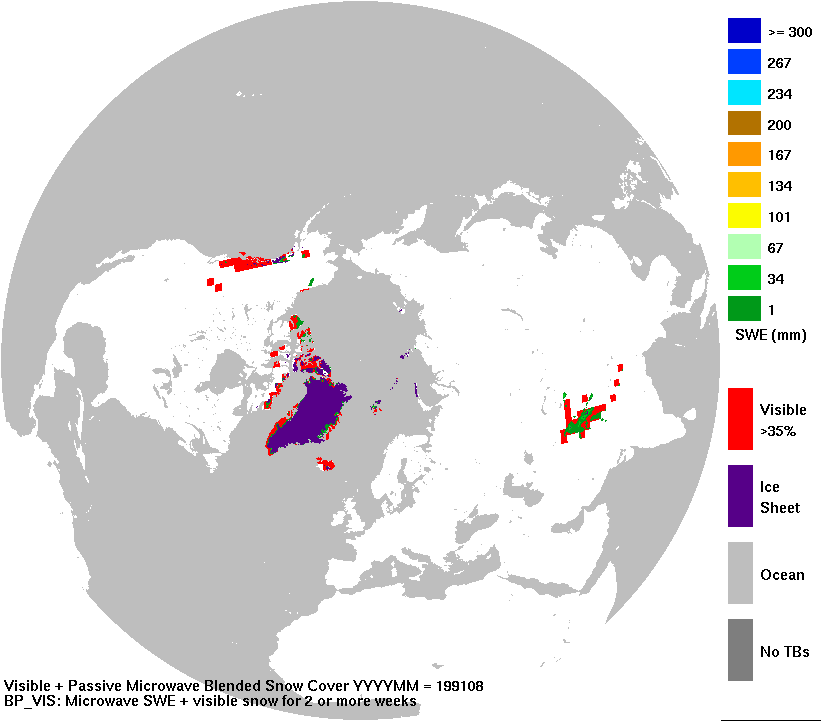 >= 300
267
234
200
167
134
101
67
34
1
SWE (mm)
Visible
>35%
Ice
Sheet
Ocean
No TBs
Visible + Passive Microwave Blended Snow Cover YYYYMM = 199108
BP_VIS: Microwave SWE + visible snow for 2 or more weeks